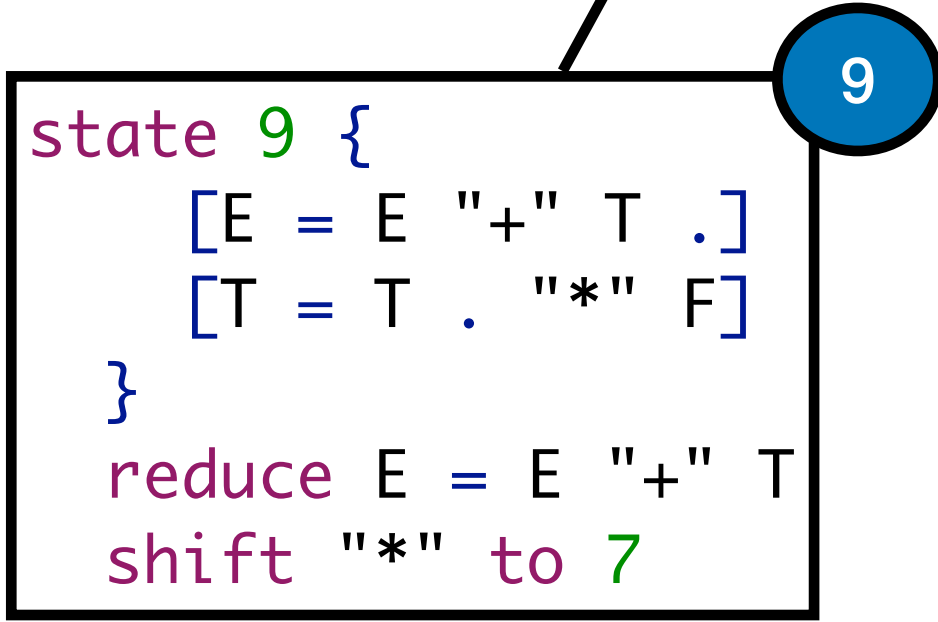 9
state 9 {
[E = E "+" T .]
[T = T . "*" F]
}
reduce E = E "+" T
shift "*" to 7